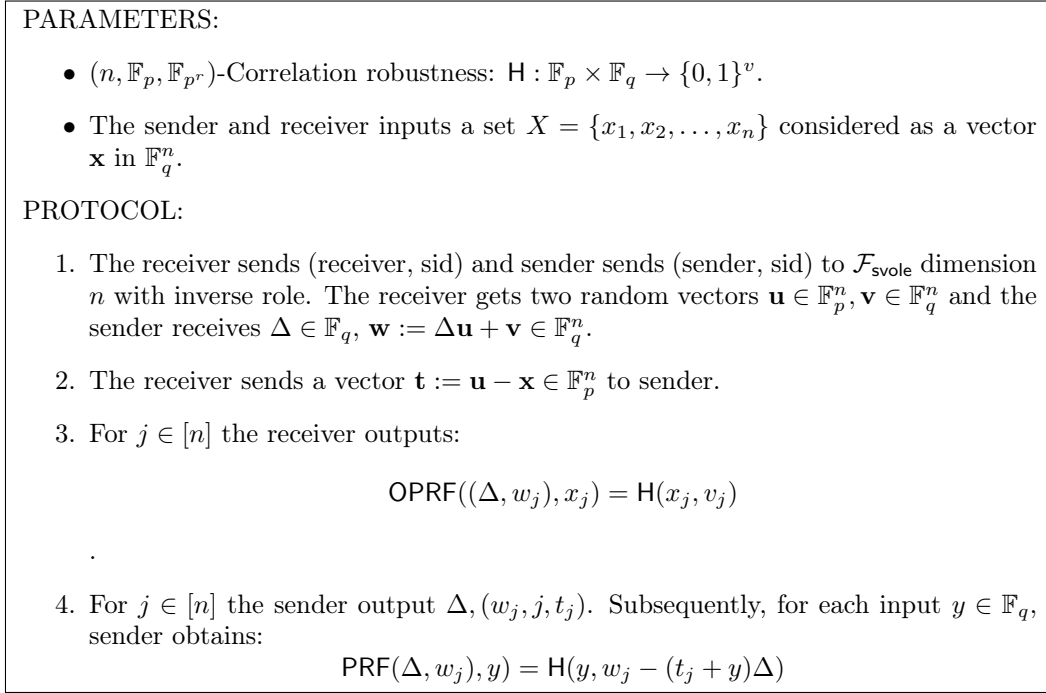 PARAMETERS:
• (n, 𝔽_p, 𝔽_{p^r})-Correlation robustness: H : 𝔽_p × 𝔽_q → {0, 1}^v.
• The sender and receiver inputs a set X = {x_1, x_2, . . . , x_n} considered as a vector
x in 𝔽_q^n.
PROTOCOL:
1. The receiver sends (receiver, sid) and sender sends (sender, sid) to ℱ_svole dimension
n with inverse role. The receiver gets two random vectors u ∈ 𝔽_p^n, v ∈ 𝔽_q^n and the
sender receives Δ ∈ 𝔽_q, w := Δu + v ∈ 𝔽_q^n.
2. The receiver sends a vector t := u − x ∈ 𝔽_p^n to sender.
3. For j ∈ [n] the receiver outputs:
OPRF((Δ, w_j), x_j) = H(x_j, v_j)
.
4. For j ∈ [n] the sender output Δ, (w_j, j, t_j). Subsequently, for each input y ∈ 𝔽_q,
sender obtains:
PRF(Δ, w_j), y) = H(y, w_j − (t_j + y)Δ)